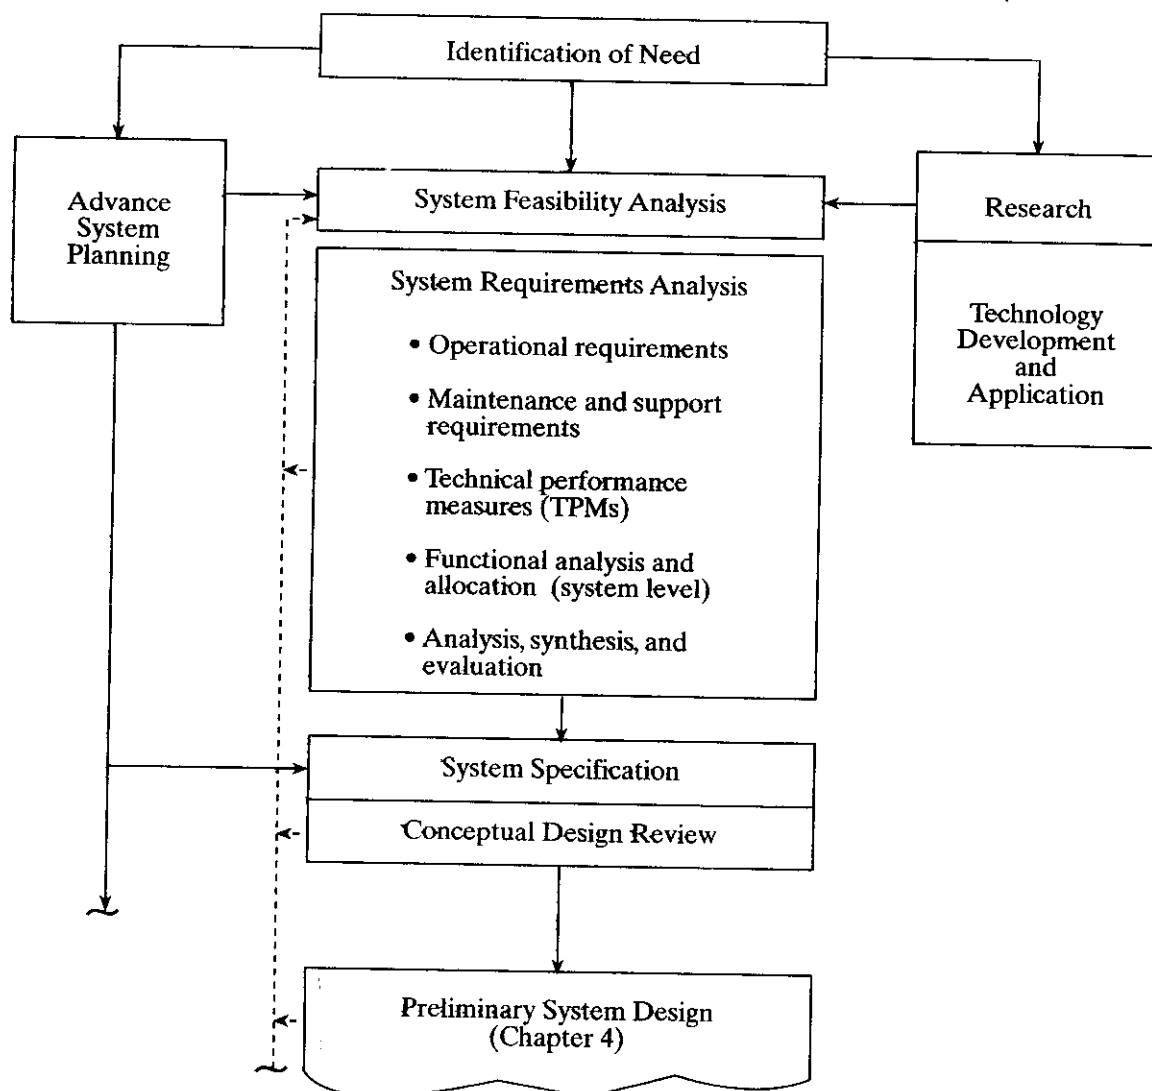 Identification of Need
Advance
System
Planning
System Feasibility Analysis
Research
Technology
Development
and
Application
System Requirements Analysis
• Operational requirements
• Maintenance and support
requirements
• Technical performance
measures (TPMs)
• Functional analysis and
allocation (system level)
• Analysis, synthesis, and
evaluation
System Specification
Conceptual Design Review
Preliminary System Design
(Chapter 4)